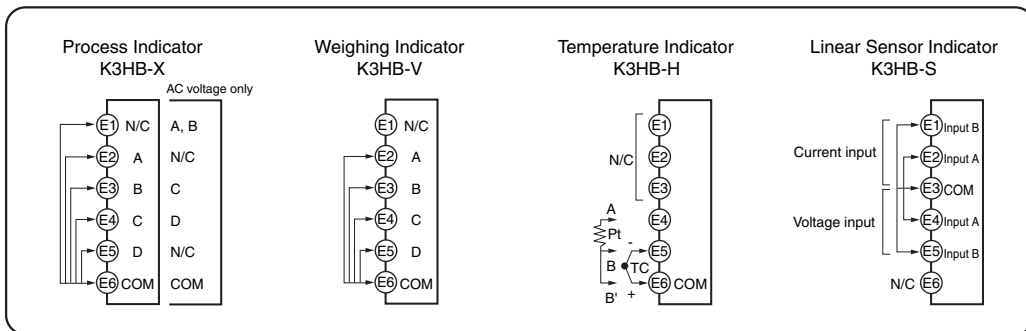 Process Indicator
K3HB-X
AC voltage only
E1 N/C A, B
E2 A N/C
E3 B C
E4 C D
E5 D N/C
E6 COM COM
Weighing Indicator
K3HB-V
E1 N/C
E2 A
E3 B
E4 C
E5 D
E6 COM
Temperature Indicator
K3HB-H
E1
N/C E2
E3
A E4
Pt
- E5
B TC
E6 COM
B' +
Linear Sensor Indicator
K3HB-S
E1 Input B
Current input
E2 Input A
E3 COM
Voltage input
E4 Input A
E5 Input B
N/C E6